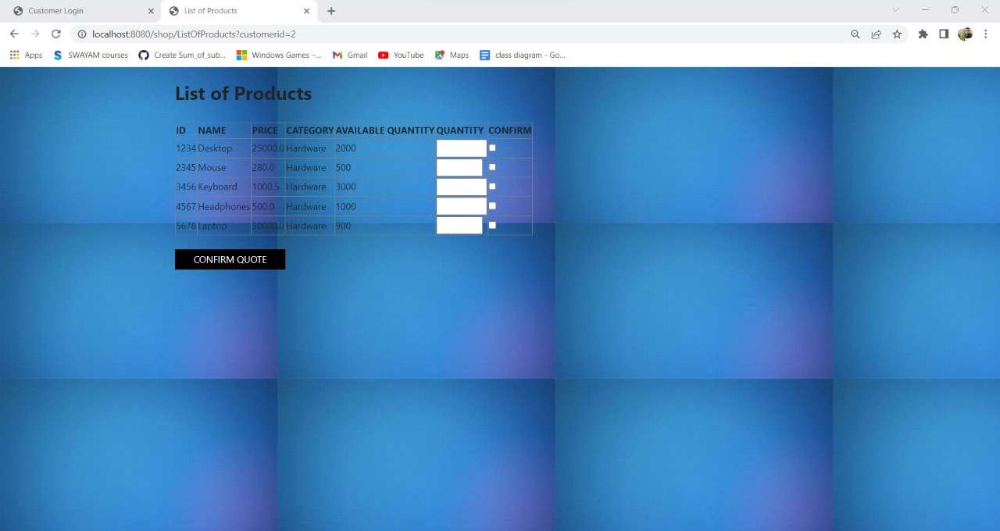 Customer Login
List of Products
localhost:8080/shop/ListOfProducts?customerid=2
Apps SWAYAM courses Create Sum_of_sub... Windows Games –... Gmail YouTube Maps class diagram - Go...
List of Products
ID NAME PRICE CATEGORY AVAILABLE QUANTITY QUANTITY CONFIRM
1234 Desktop 25000.0 Hardware 2000
2345 Mouse 280.0 Hardware 500
3456 Keyboard 1000.5 Hardware 3000
4567 Headphones 500.0 Hardware 1000
5678 Laptop 30000.0 Hardware 900
CONFIRM QUOTE